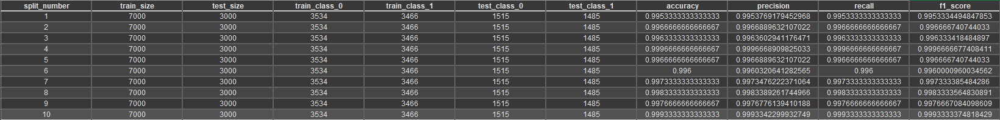 split_number train_size test_size train_class_0 train_class_1 test_class_0 test_class_1 accuracy precision recall f1_score
1 7000 3000 3534 3466 1515 1485 0.9953333333333333 0.9953769179452968 0.9953333333333333 0.9953334494847853
2 7000 3000 3534 3466 1515 1485 0.9966666666666667 0.9966889632107022 0.9966666666666667 0.996666740744033
3 7000 3000 3534 3466 1515 1485 0.9963333333333333 0.9963602941176471 0.9963333333333333 0.996333418484897
4 7000 3000 3534 3466 1515 1485 0.9996666666666667 0.9996668909825033 0.9996666666666667 0.9996666677408411
5 7000 3000 3534 3466 1515 1485 0.9966666666666667 0.9966889632107022 0.9966666666666667 0.996666740744033
6 7000 3000 3534 3466 1515 1485 0.996 0.9960320641282565 0.996 0.9960000960034562
7 7000 3000 3534 3466 1515 1485 0.9973333333333333 0.9973476222371064 0.9973333333333333 0.997333385484286
8 7000 3000 3534 3466 1515 1485 0.9983333333333333 0.9983389261744966 0.9983333333333333 0.9983333564830891
9 7000 3000 3534 3466 1515 1485 0.9976666666666667 0.9976776139410188 0.9976666666666667 0.9976667084098609
10 7000 3000 3534 3466 1515 1485 0.9993333333333333 0.9993342299932749 0.9993333333333333 0.9993333374818429